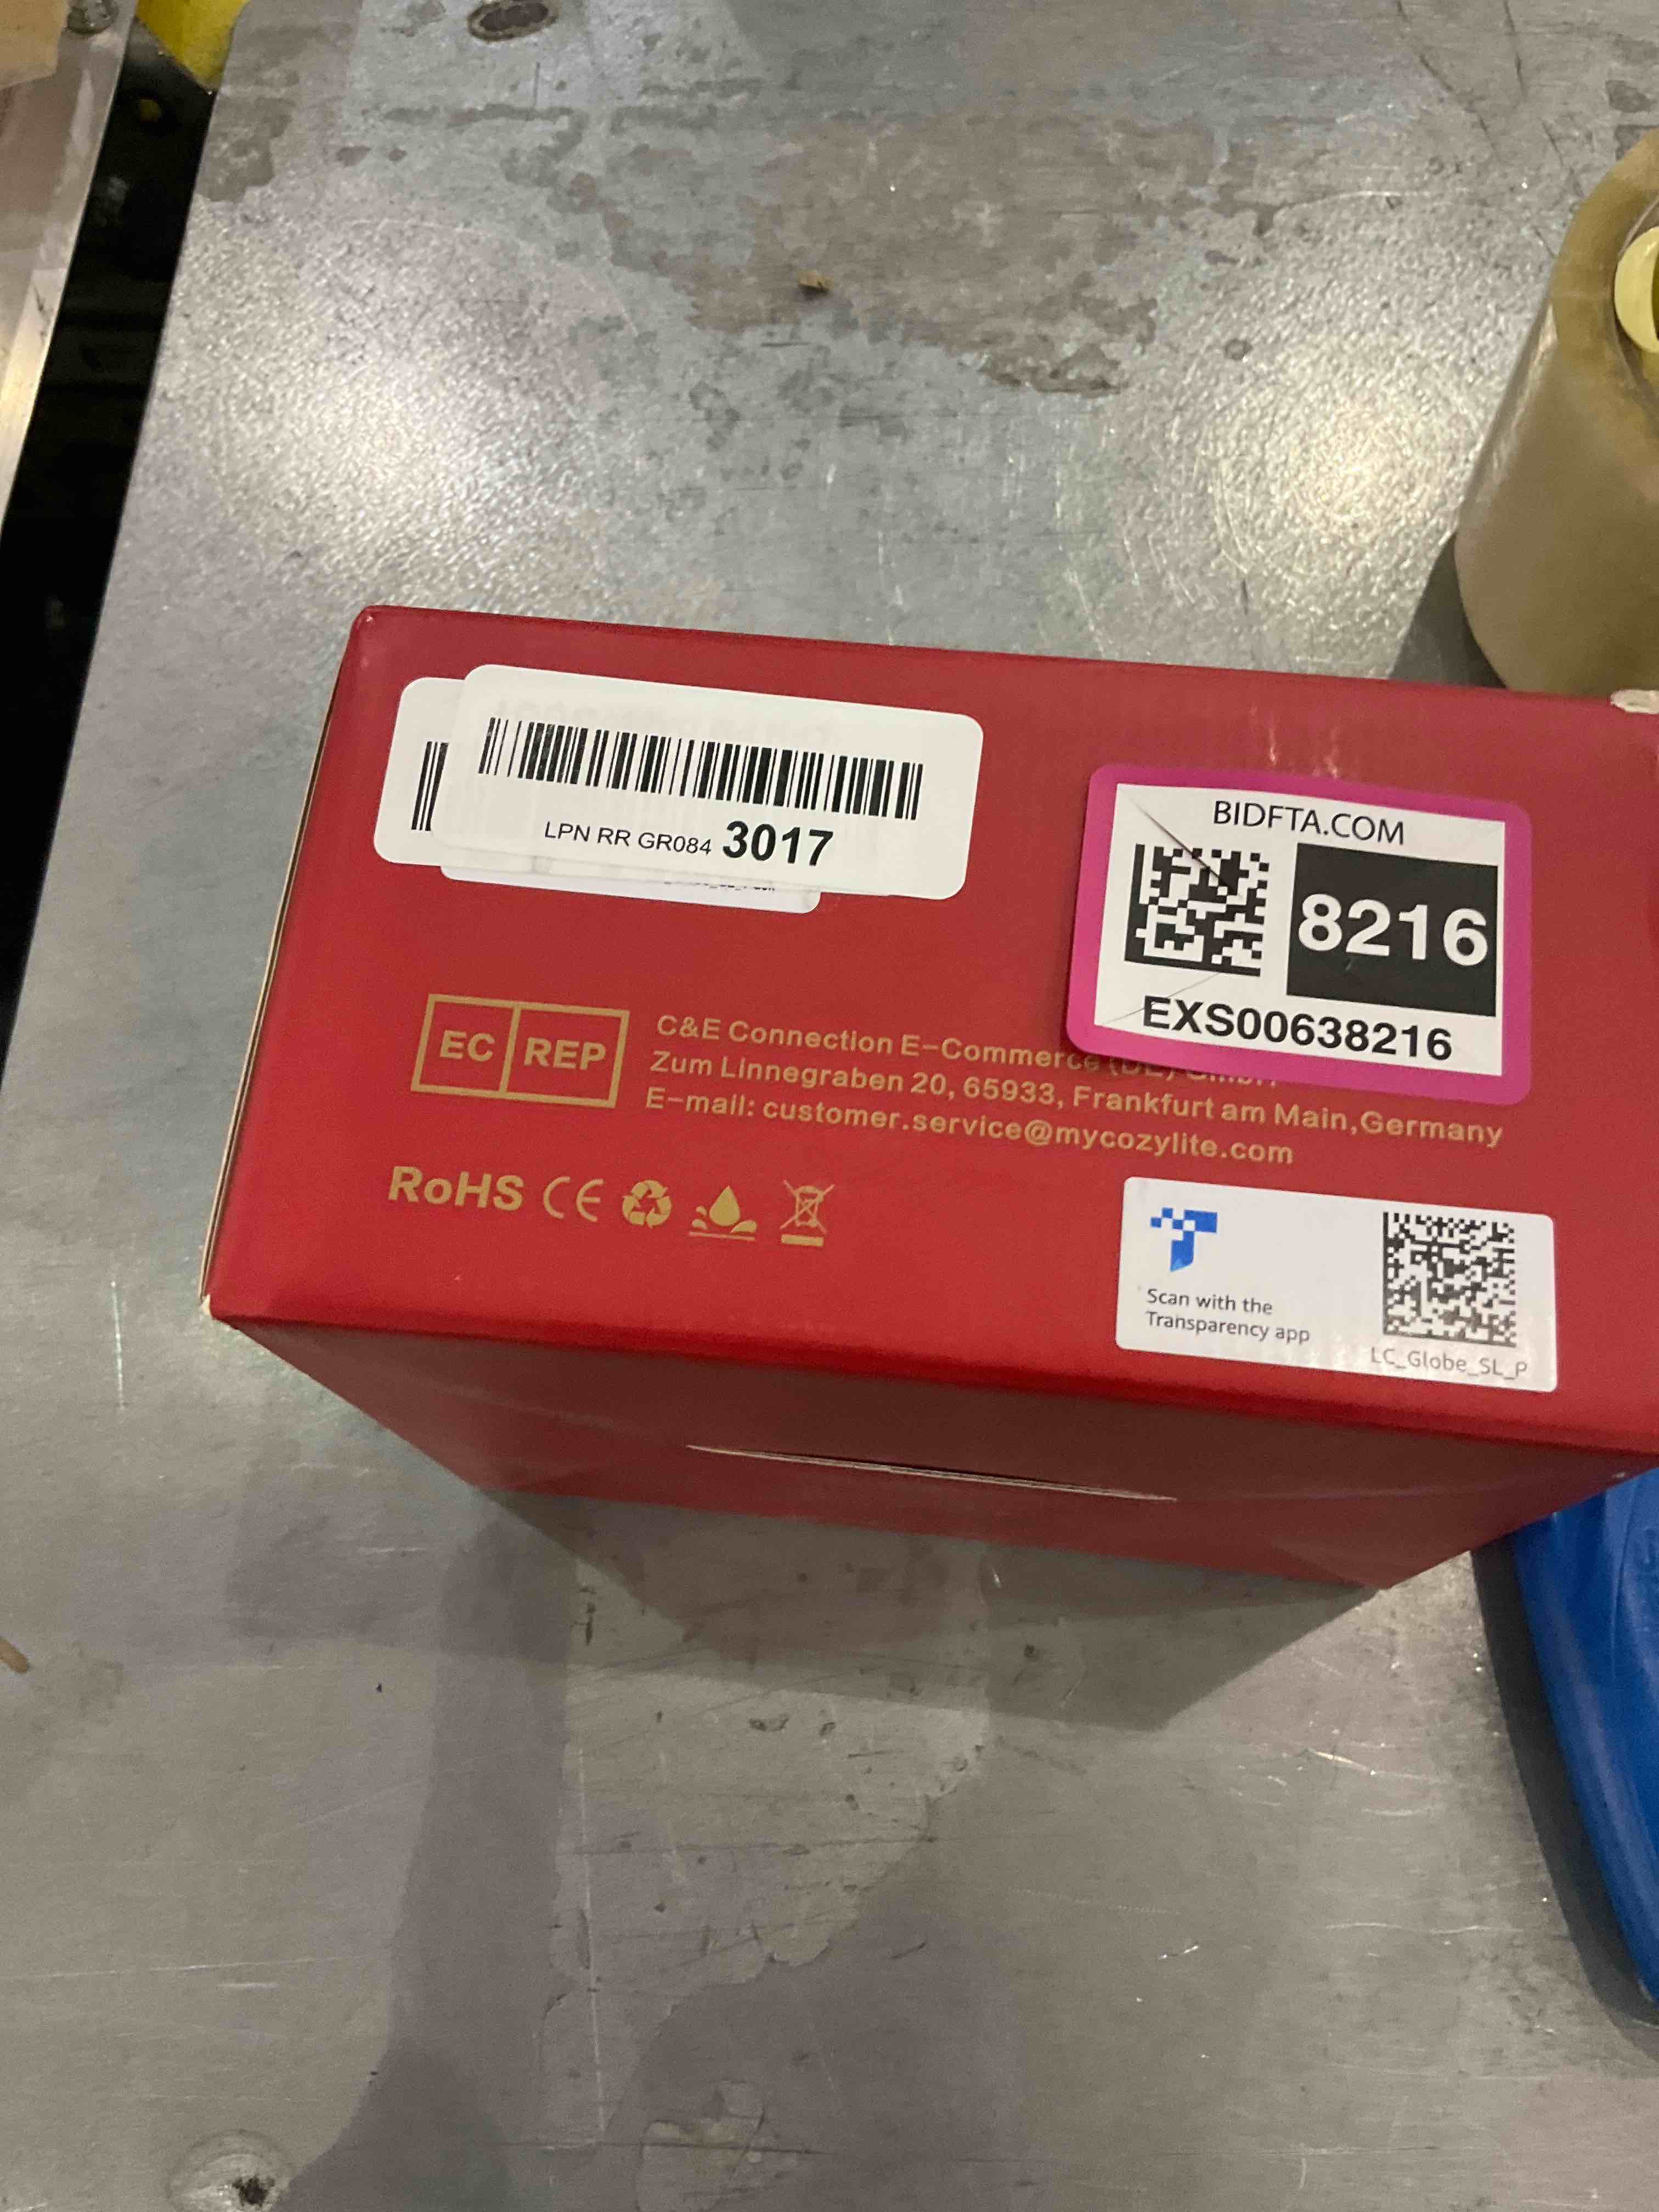 LPN RR GR084 3017
BIDFTA.COM
8216
EXS00638216
EC REP
C&E Connection E-Commerce
Zum Linnegraben 20, 65933, Frankfurt am Main,Germany
E-mail: customer.service@mycozylite.com
RoHS CE
Scan with the
Transparency app
LC_Globe_SL_P